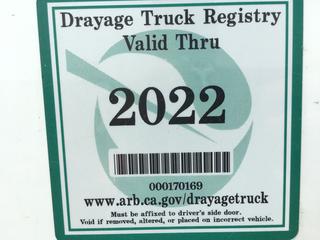 Drayage Truck Registry
Valid Thru
2022
000170169
www.arb.ca.gov/drayagetruck
Must be affixed to driver's side door.
Void if removed, altered, or placed on incorrect vehicle.